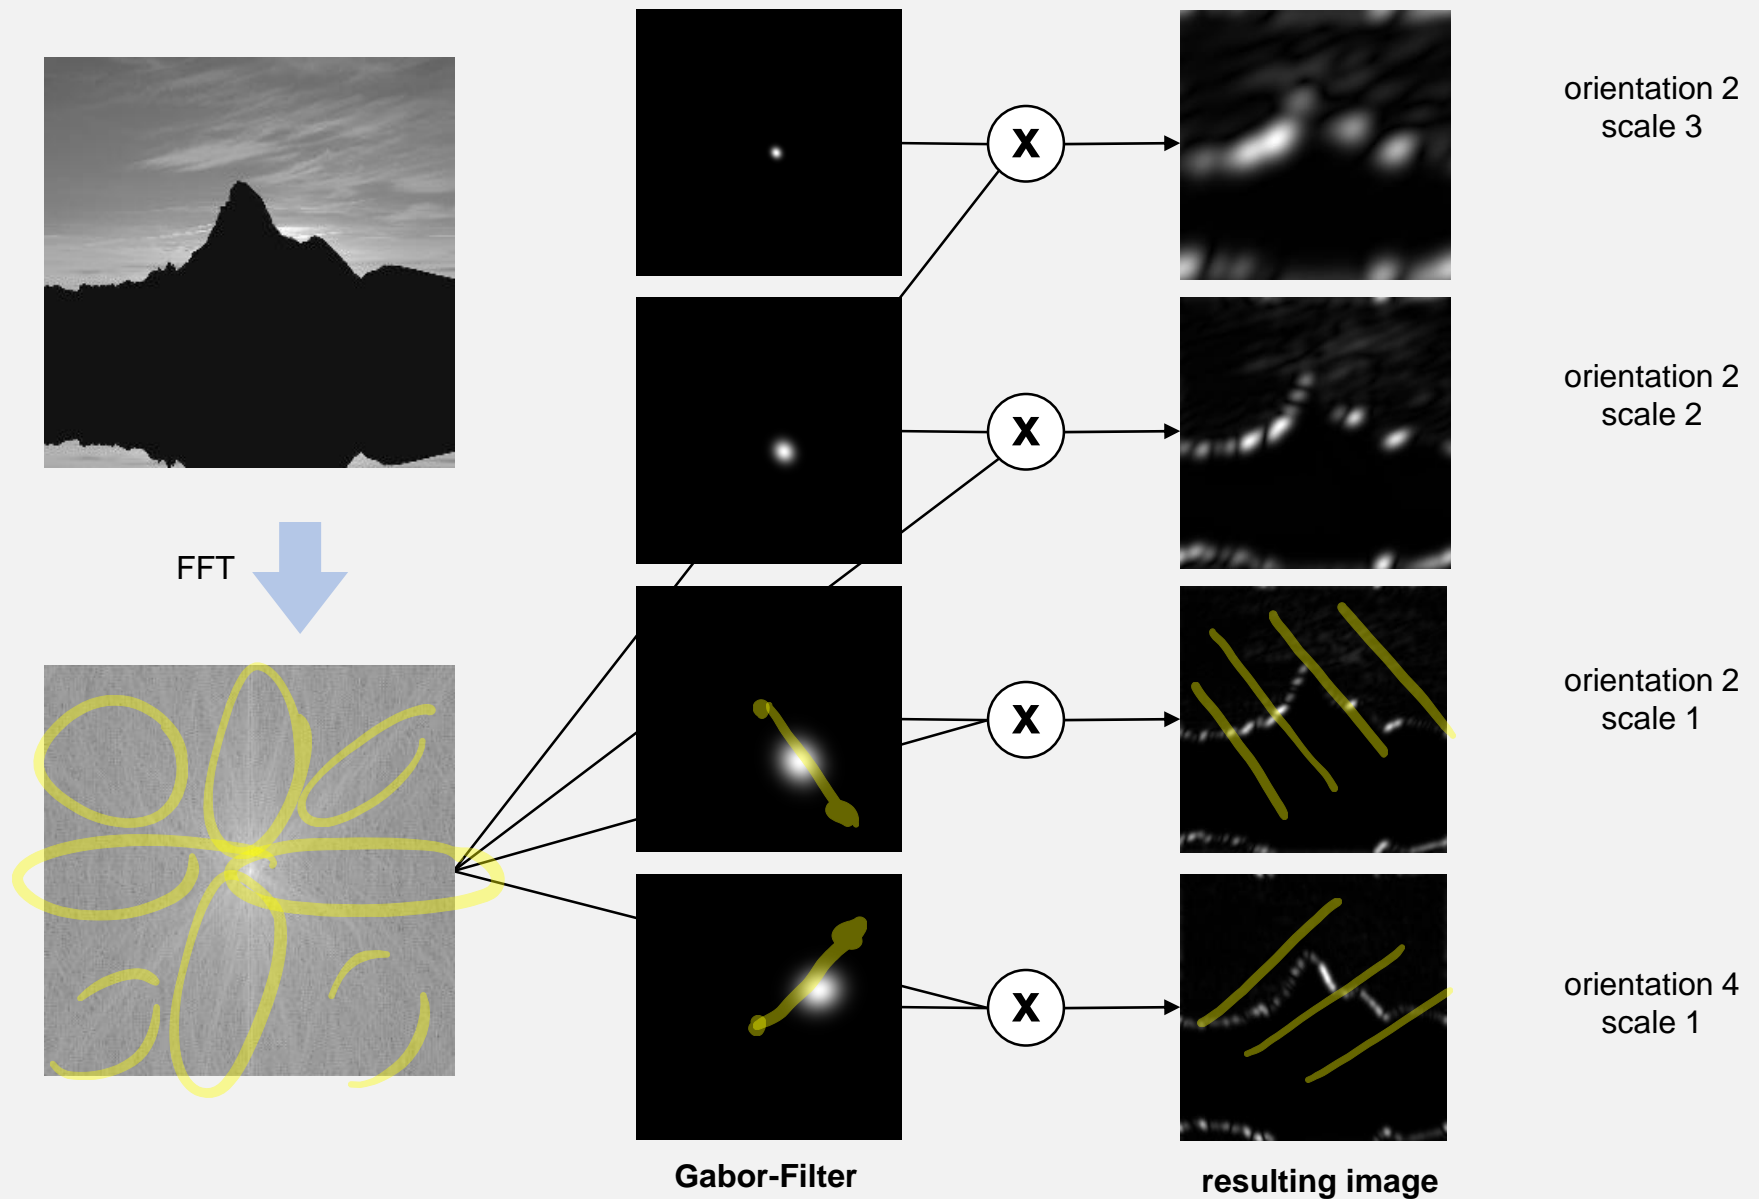 X
orientation 2
scale 3
X
orientation 2
scale 2
FFT
X
orientation 2
scale 1
X
orientation 4
scale 1
Gabor-Filter
resulting image